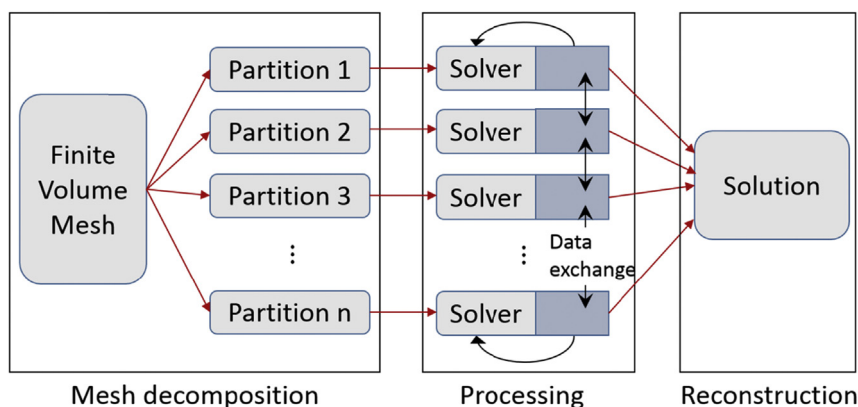 Finite
Volume
Mesh
Partition 1
Partition 2
Partition 3
⋮
Partition n
Mesh decomposition
Solver
Solver
Solver
⋮
Data
exchange
Solver
Processing
Solution
Reconstruction